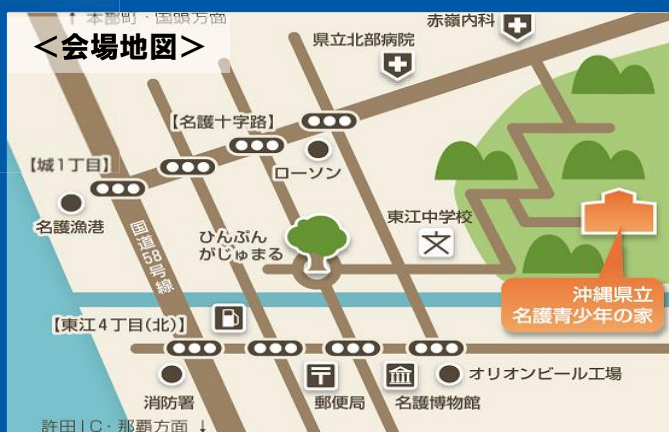 ↑ 本部町・国頭方面
＜会場地図＞
赤嶺内科
県立北部病院
【名護十字路】
ローソン
【城1丁目】
名護漁港
国道58号線
ひんぷん
がじゅまる
東江中学校
文
沖縄県立
名護青少年の家
【東江4丁目(北)】
オリオンビール工場
消防署
〒
郵便局
名護博物館
許田IC・那覇方面 ↓